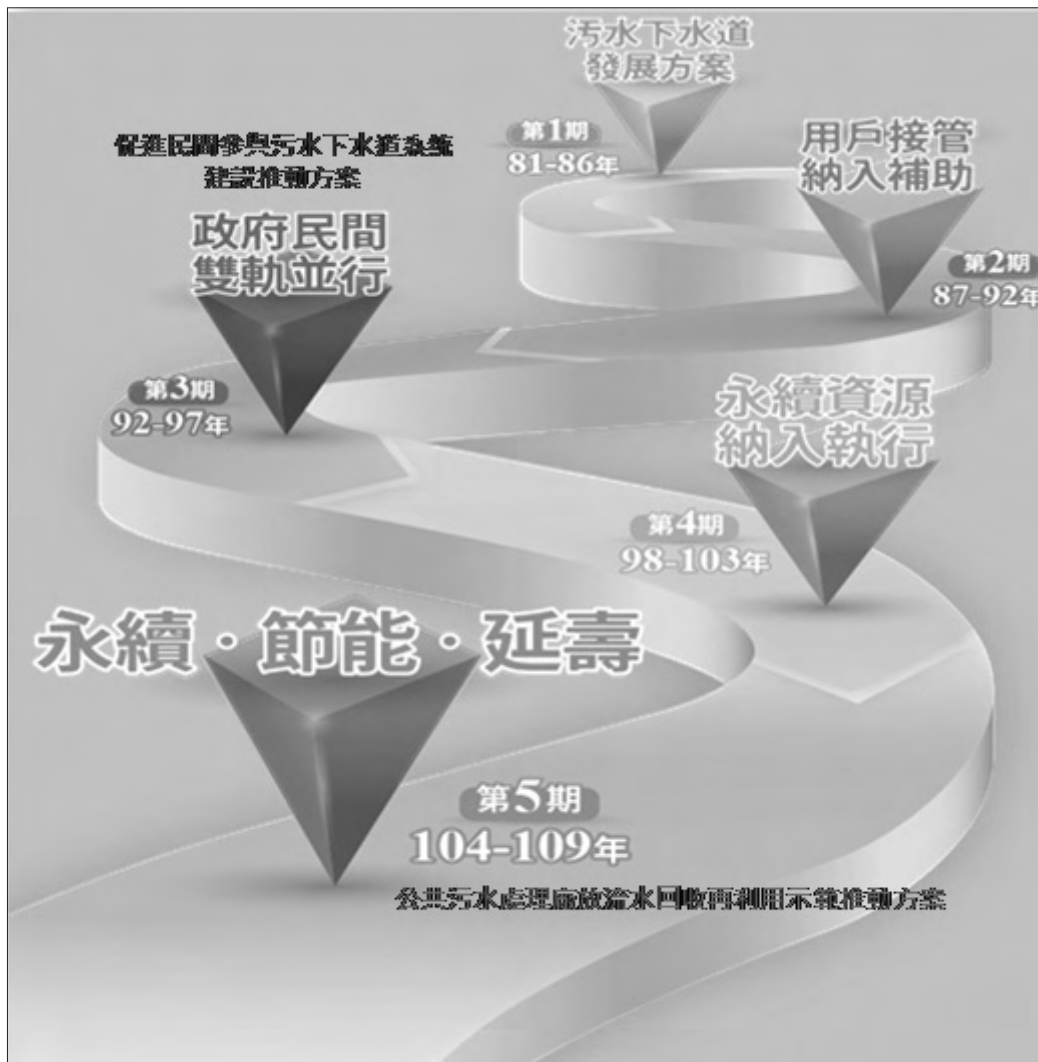 污水下水道
發展方案
第1期
81-86年
用戶接管
納入補助
第2期
87-92年
促進民間參與污水下水道系統
建設推動方案
政府民間
雙軌並行
第3期
92-97年
永續資源
納入執行
第4期
98-103年
永續·節能·延壽
第5期
104-109年
公共污水處理廠放流水回收再利用示範推動方案